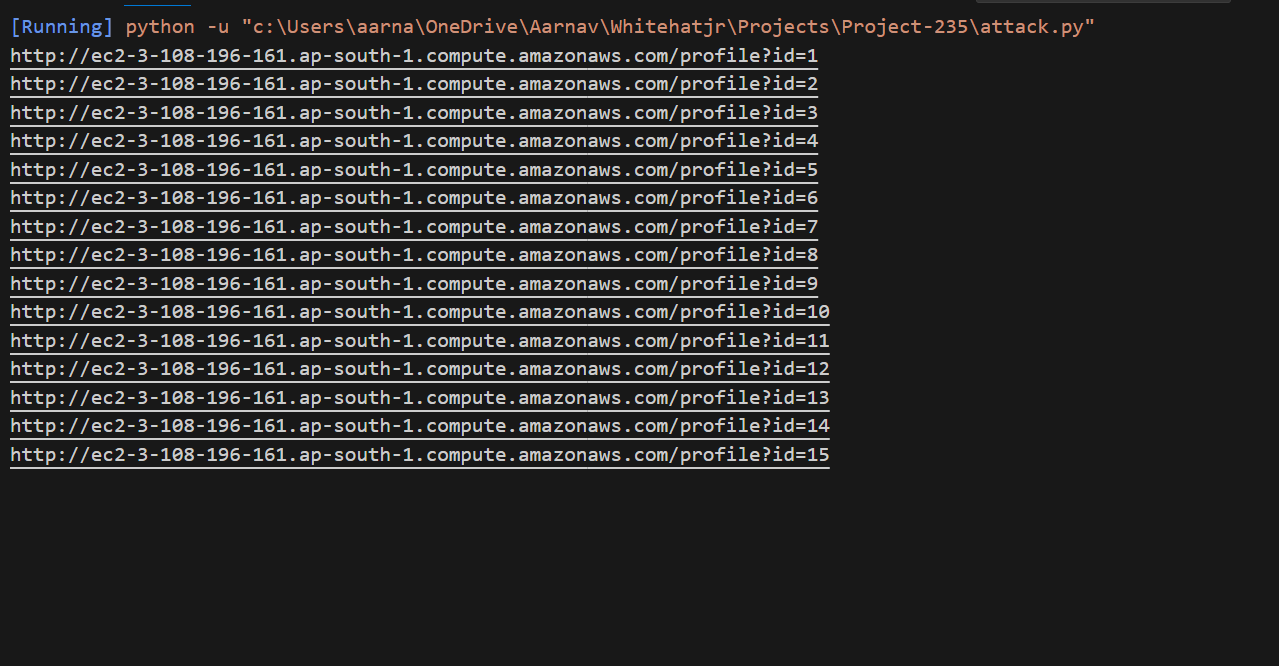 [Running] python -u "c:\Users\aarna\OneDrive\Aarnav\Whitehatjr\Projects\Project-235\attack.py"
http://ec2-3-108-196-161.ap-south-1.compute.amazonaws.com/profile?id=1
http://ec2-3-108-196-161.ap-south-1.compute.amazonaws.com/profile?id=2
http://ec2-3-108-196-161.ap-south-1.compute.amazonaws.com/profile?id=3
http://ec2-3-108-196-161.ap-south-1.compute.amazonaws.com/profile?id=4
http://ec2-3-108-196-161.ap-south-1.compute.amazonaws.com/profile?id=5
http://ec2-3-108-196-161.ap-south-1.compute.amazonaws.com/profile?id=6
http://ec2-3-108-196-161.ap-south-1.compute.amazonaws.com/profile?id=7
http://ec2-3-108-196-161.ap-south-1.compute.amazonaws.com/profile?id=8
http://ec2-3-108-196-161.ap-south-1.compute.amazonaws.com/profile?id=9
http://ec2-3-108-196-161.ap-south-1.compute.amazonaws.com/profile?id=10
http://ec2-3-108-196-161.ap-south-1.compute.amazonaws.com/profile?id=11
http://ec2-3-108-196-161.ap-south-1.compute.amazonaws.com/profile?id=12
http://ec2-3-108-196-161.ap-south-1.compute.amazonaws.com/profile?id=13
http://ec2-3-108-196-161.ap-south-1.compute.amazonaws.com/profile?id=14
http://ec2-3-108-196-161.ap-south-1.compute.amazonaws.com/profile?id=15